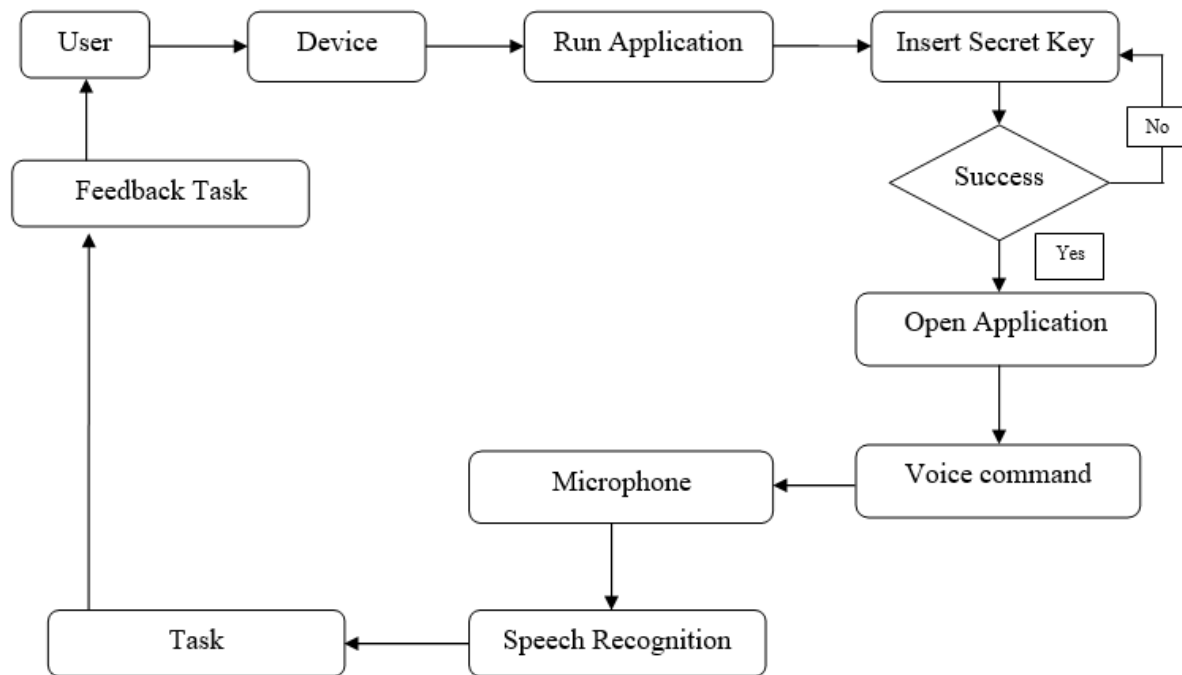 User
Device
Run Application
Insert Secret Key
No
Success
Yes
Feedback Task
Open Application
Voice command
Microphone
Speech Recognition
Task